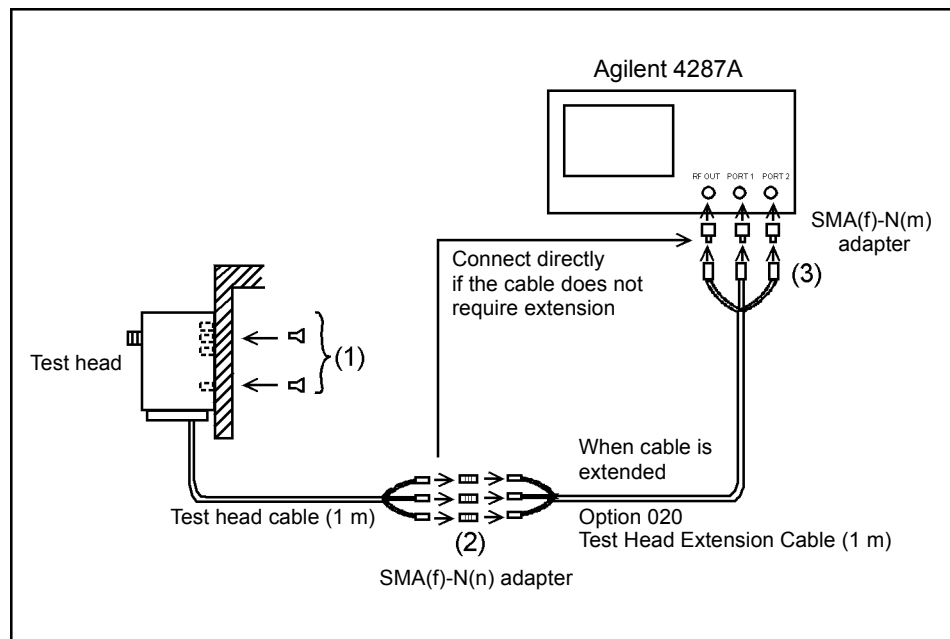 Agilent 4287A
RF OUT PORT 1 PORT 2
SMA(f)-N(m)
adapter
Connect directly
if the cable does not
require extension
(3)
Test head
(1)
When cable is
extended
Test head cable (1 m)
(2)
Option 020
Test Head Extension Cable (1 m)
SMA(f)-N(n) adapter